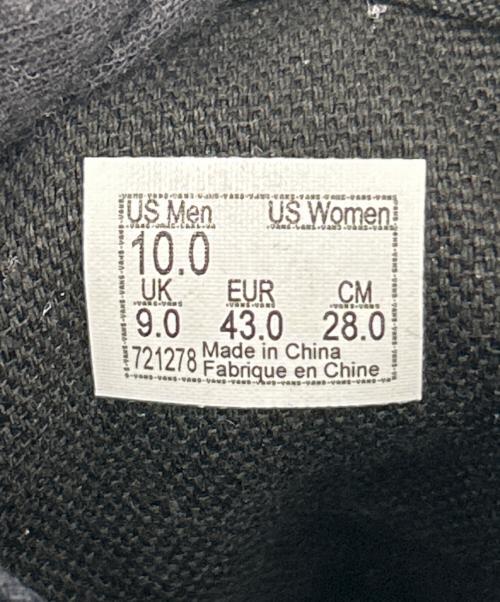 US Men US Women
10.0
UK EUR CM
9.0 43.0 28.0
721278 Made in China
Fabrique en Chine